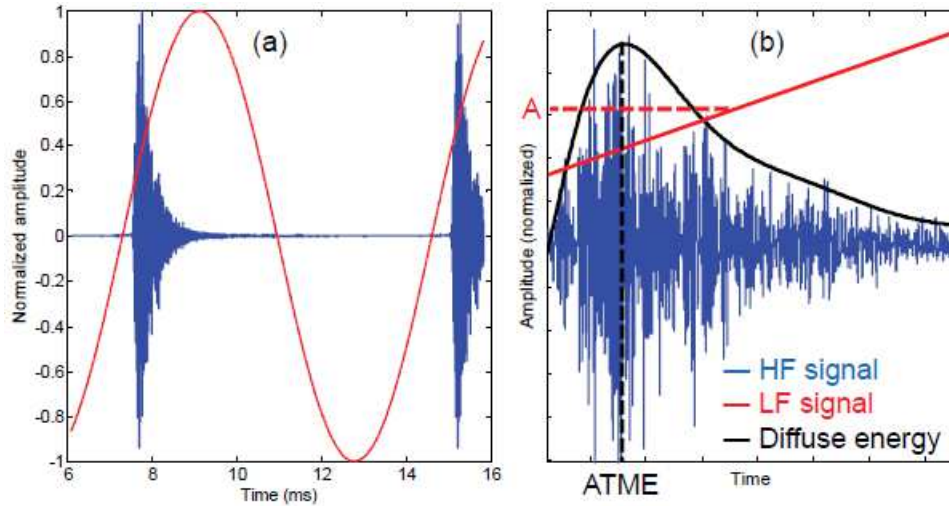 (a)
Normalized amplitude
1
0.8
0.6
0.4
0.2
0
-0.2
-0.4
-0.6
-0.8
-1
6
8
10
12
14
16
Time (ms)
(b)
A
Amplitude (normalized)
HF signal
LF signal
Diffuse energy
ATME
Time